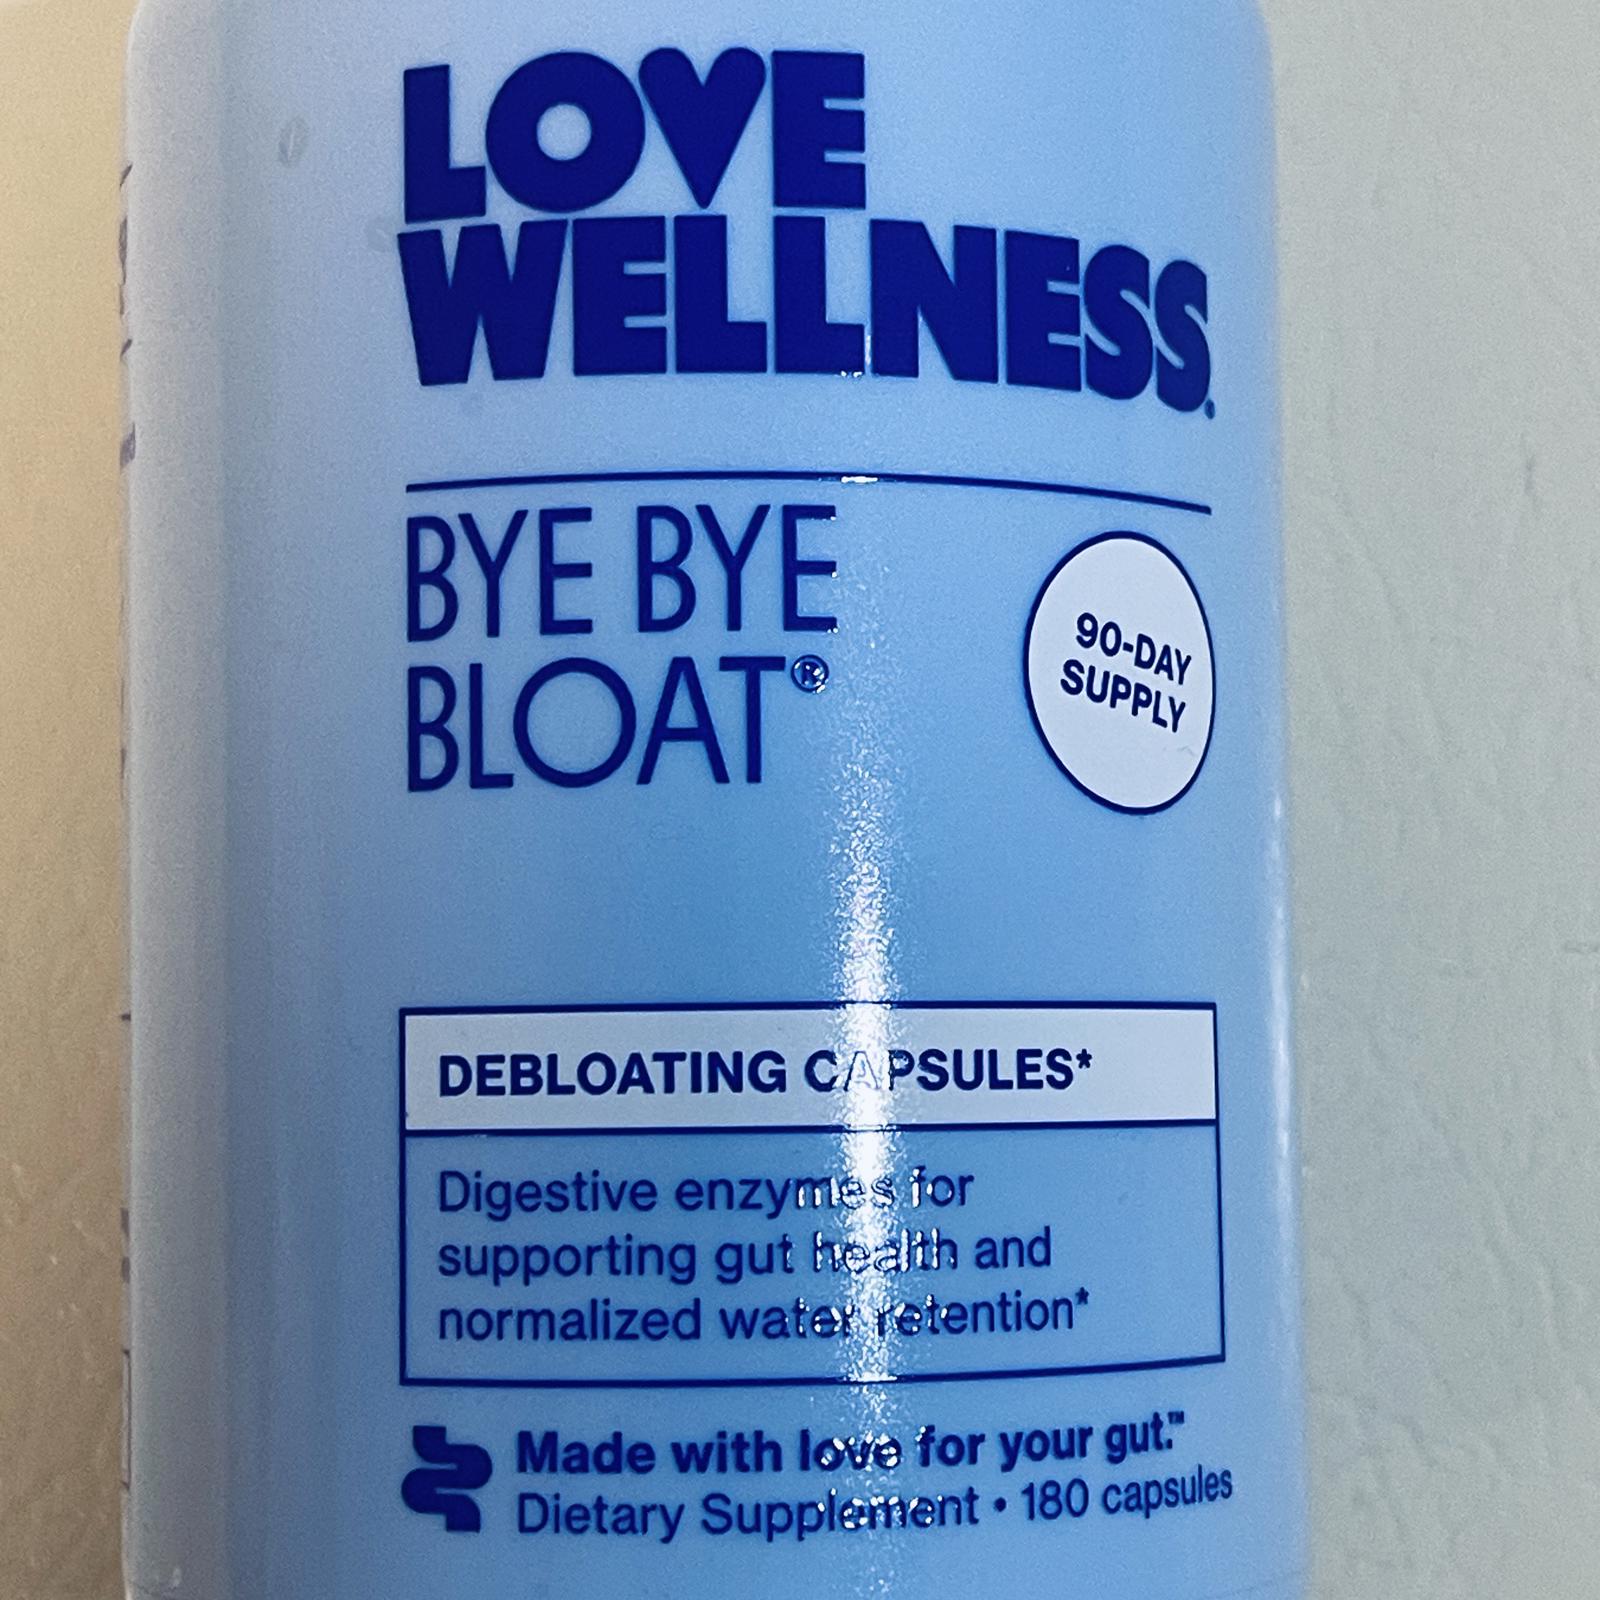 LOVE
WELLNESS®
BYE BYE
BLOAT®
90-DAY
SUPPLY
DEBLOATING CAPSULES*
Digestive enzymes for
supporting gut health and
normalized water retention*
Made with love for your gut.™
Dietary Supplement • 180 capsules